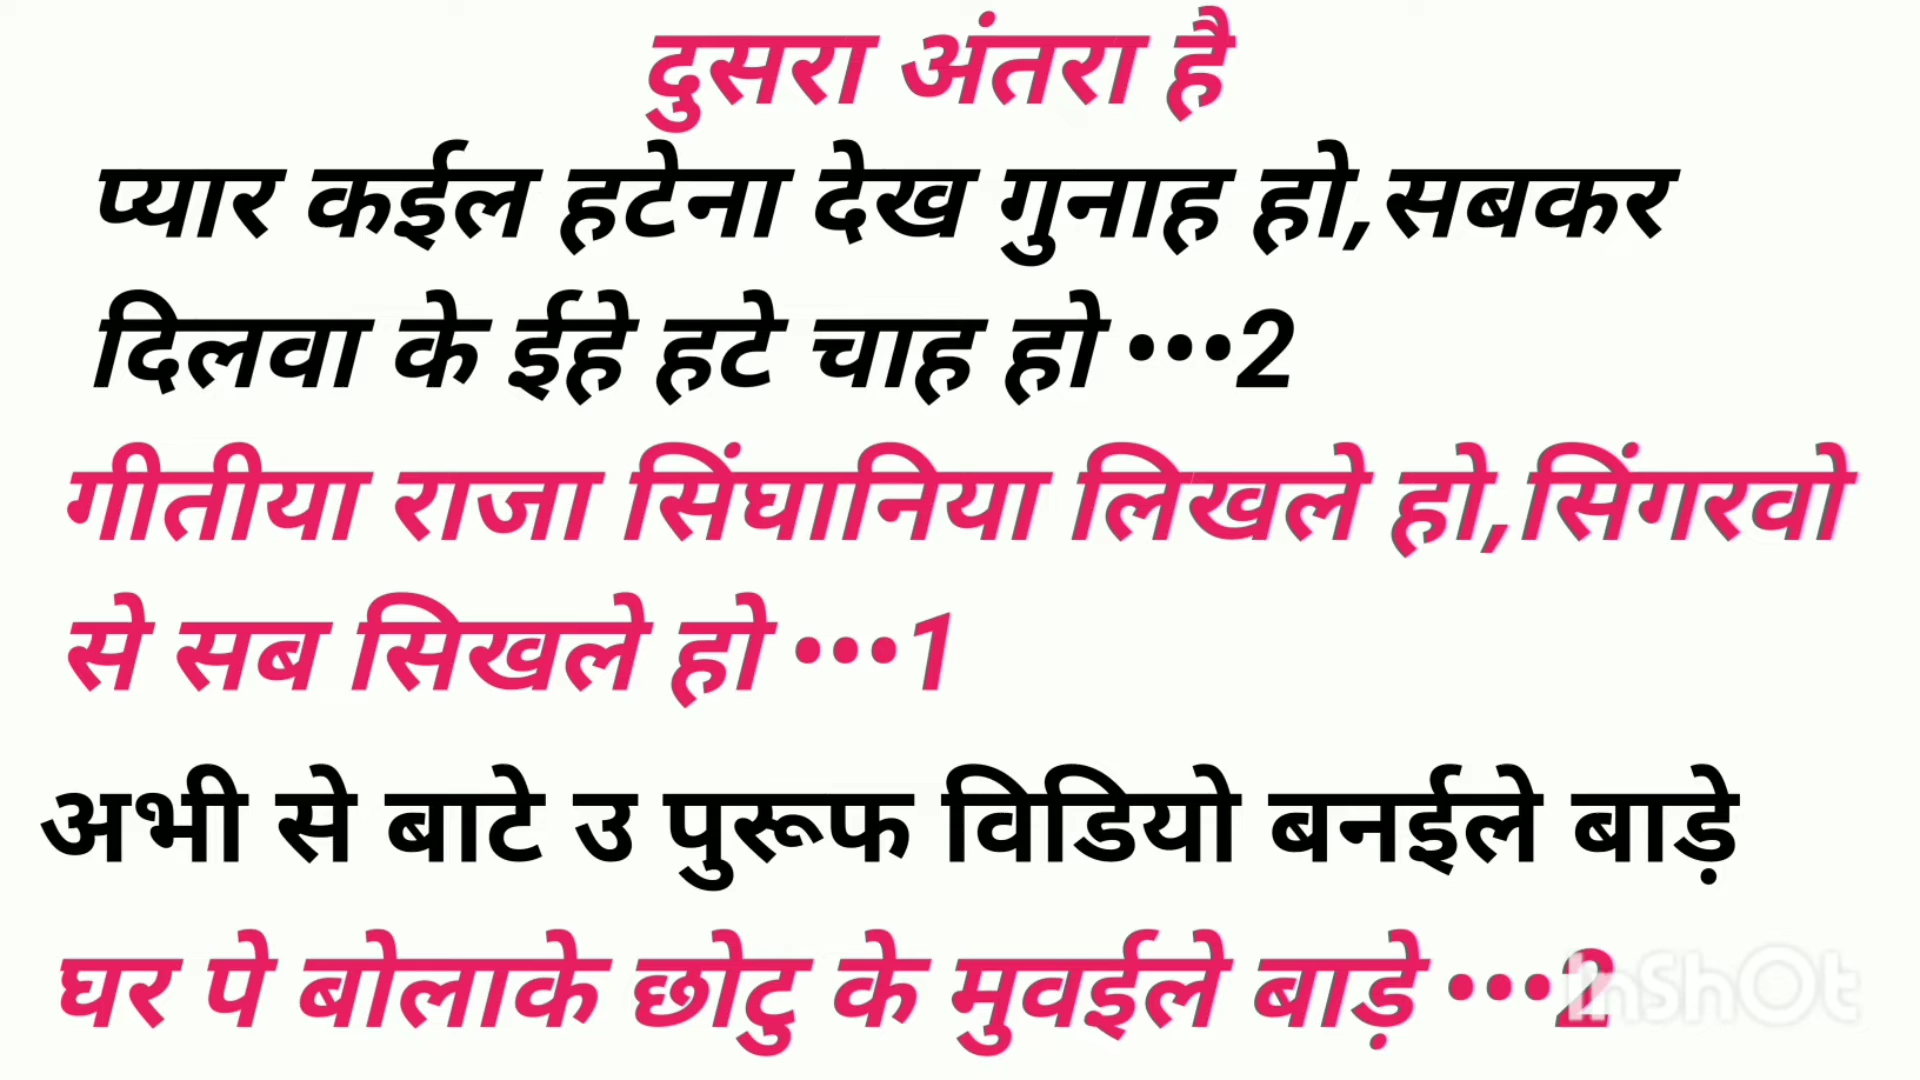 दुसरा अंतरा है
प्यार कईल हटेना देख गुनाह हो,सबकर
दिलवा के ईहे हटे चाह हो •••2
गीतीया राजा सिंघानिया लिखले हो,सिंगरवो
से सब सिखले हो •••1
अभी से बाटे उ पुरूफ विडियो बनईले बाड़े
घर पे बोलाके छोटु के मुवईले बाड़े •••2
InShOt